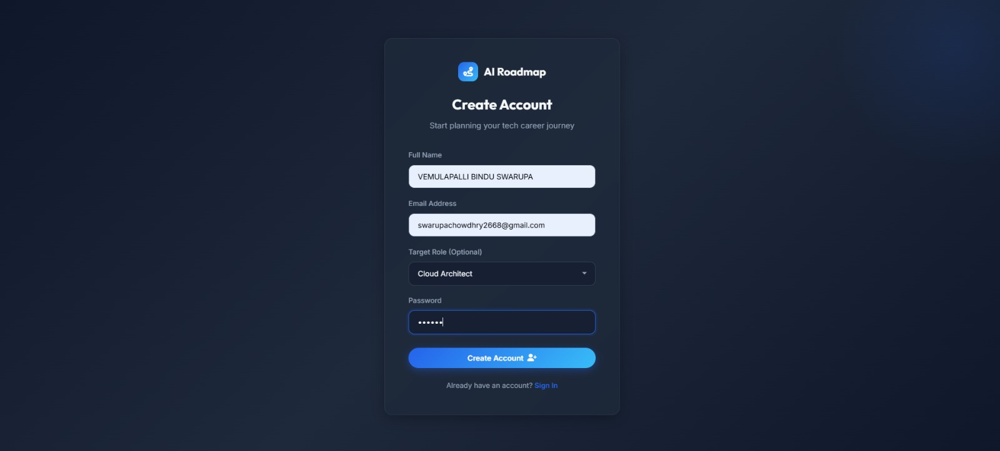 AI Roadmap
Create Account
Start planning your tech career journey
Full Name
VEMULAPALLI BINDU SWARUPA
Email Address
swarupachowdhry2668@gmail.com
Target Role (Optional)
Cloud Architect
Password
••••••
Create Account
Already have an account? Sign In